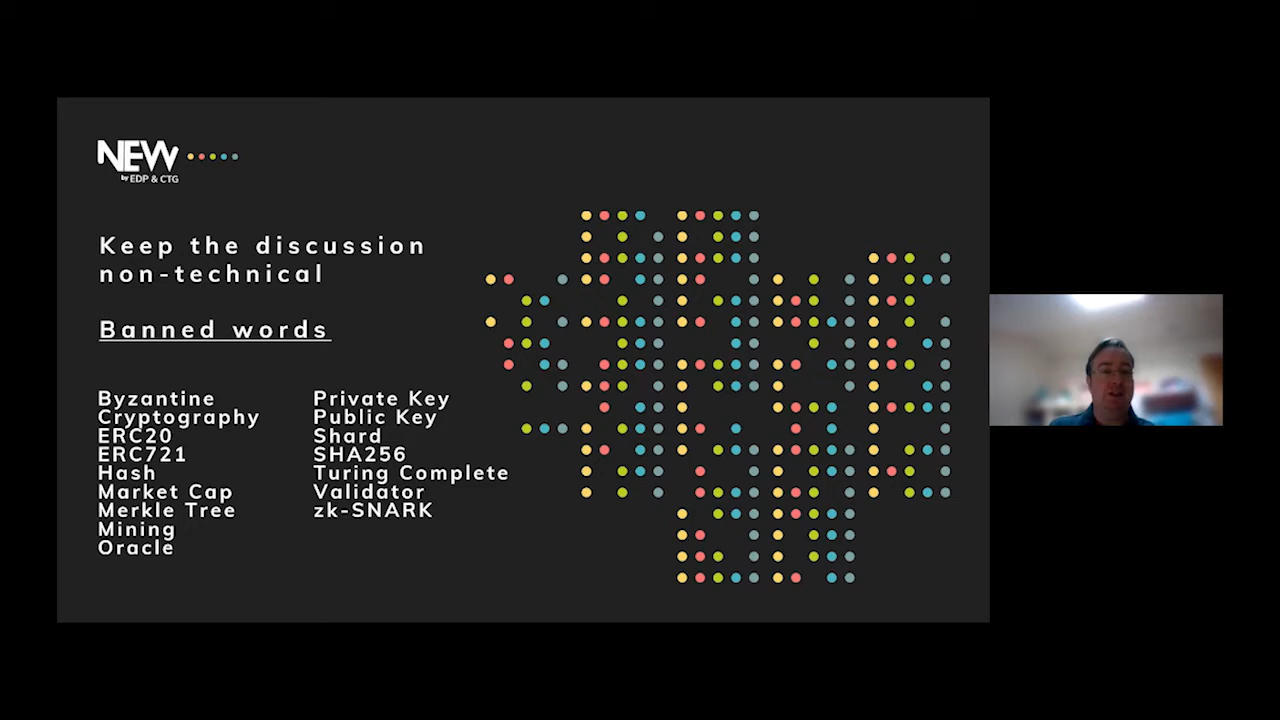 NEW
by EDP & CTG
Keep the discussion
non-technical
Banned words
Byzantine
Cryptography
ERC20
ERC721
Hash
Market Cap
Merkle Tree
Mining
Oracle
Private Key
Public Key
Shard
SHA256
Turing Complete
Validator
zk-SNARK